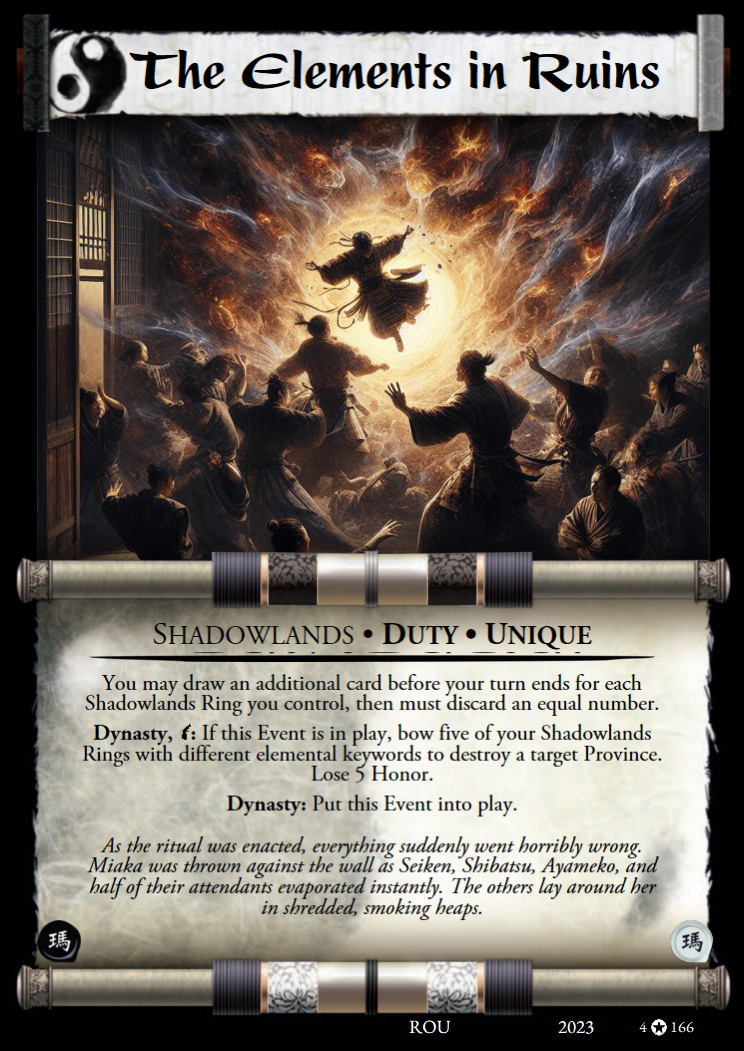 The Elements in Ruins
Shadowlands • Duty • Unique
You may draw an additional card before your turn ends for each
Shadowlands Ring you control, then must discard an equal number.
Dynasty, : If this Event is in play, bow five of your Shadowlands
Rings with different elemental keywords to destroy a target Province.
Lose 5 Honor.
Dynasty: Put this Event into play.
As the ritual was enacted, everything suddenly went horribly wrong.
Miaka was thrown against the wall as Seiken, Shibatsu, Ayameko, and
half of their attendants evaporated instantly. The others lay around her
in shredded, smoking heaps.
瑪 瑪
ROU 2023 4 ✪ 166